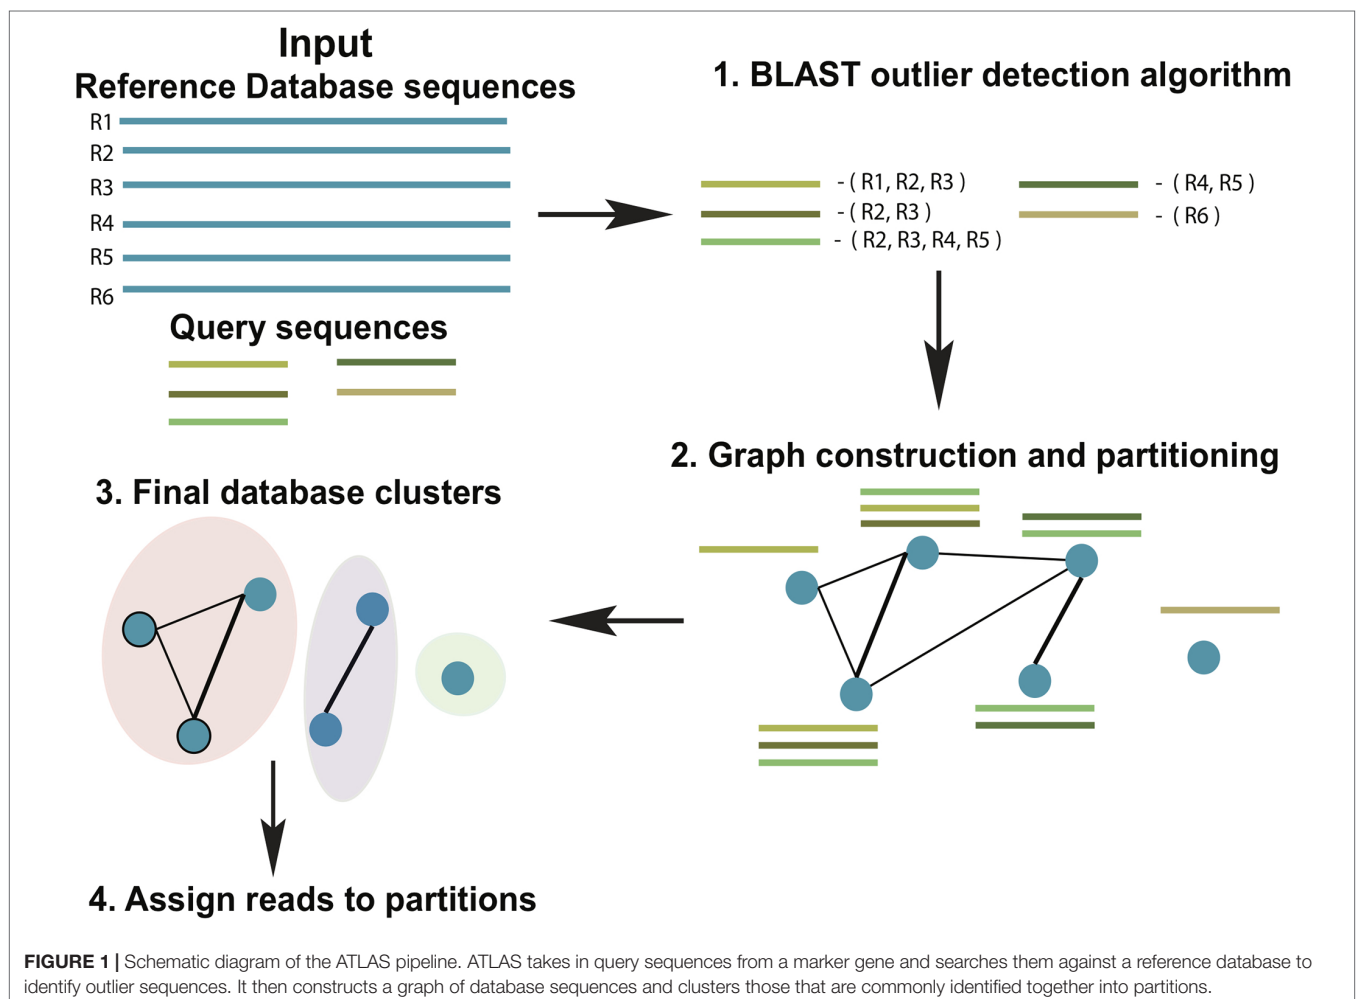 Input
Reference Database sequences
R1
R2
R3
R4
R5
R6
Query sequences
1. BLAST outlier detection algorithm
- ( R1, R2, R3 )
- ( R2, R3 )
- ( R2, R3, R4, R5 )
- ( R4, R5 )
- ( R6 )
2. Graph construction and partitioning
3. Final database clusters
4. Assign reads to partitions
FIGURE 1 | Schematic diagram of the ATLAS pipeline. ATLAS takes in query sequences from a marker gene and searches them against a reference database to
identify outlier sequences. It then constructs a graph of database sequences and clusters those that are commonly identified together into partitions.